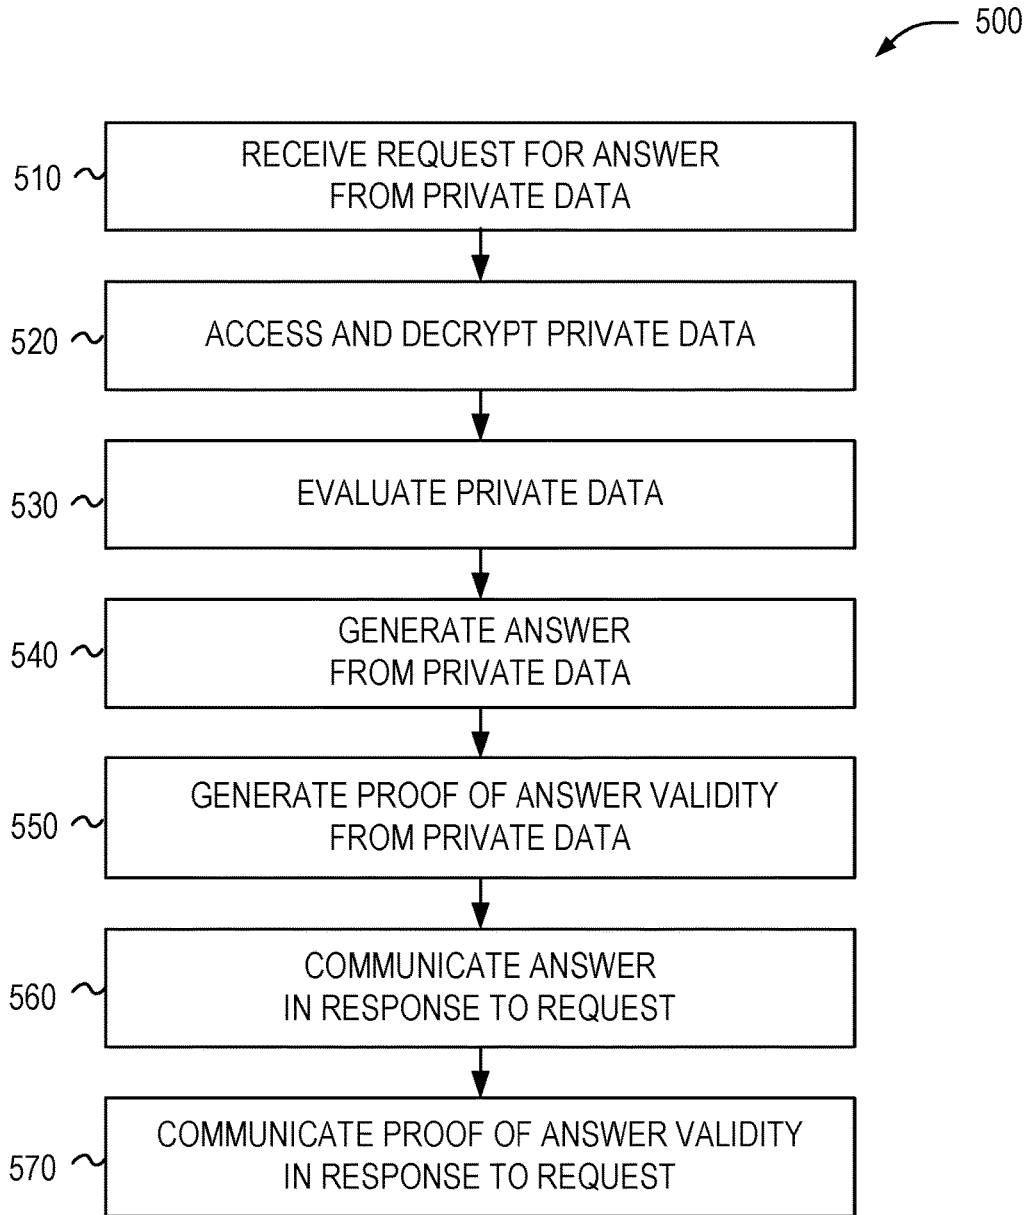 500
510
RECEIVE REQUEST FOR ANSWER
FROM PRIVATE DATA
520
ACCESS AND DECRYPT PRIVATE DATA
530
EVALUATE PRIVATE DATA
540
GENERATE ANSWER
FROM PRIVATE DATA
550
GENERATE PROOF OF ANSWER VALIDITY
FROM PRIVATE DATA
560
COMMUNICATE ANSWER
IN RESPONSE TO REQUEST
570
COMMUNICATE PROOF OF ANSWER VALIDITY
IN RESPONSE TO REQUEST